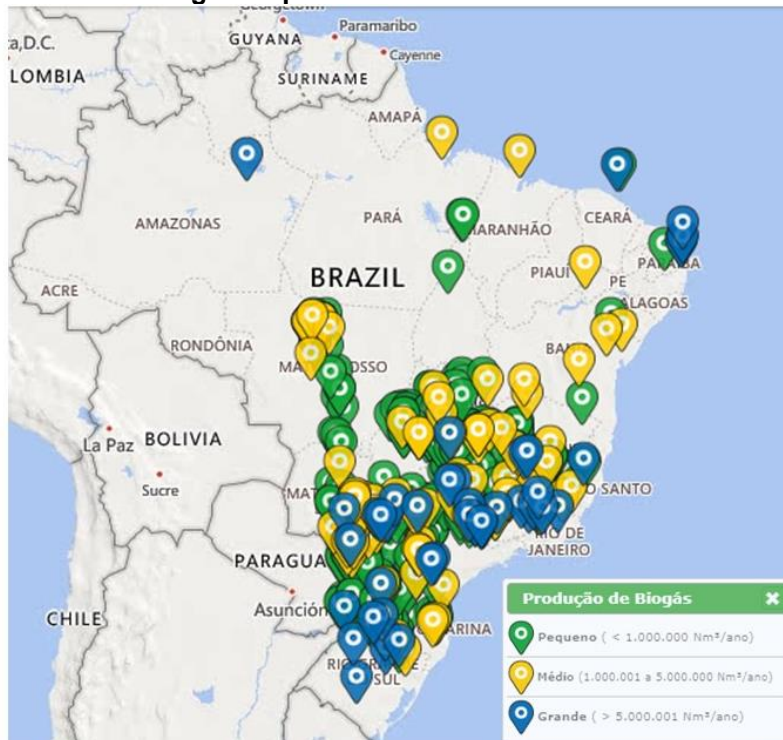 Georgetown
Paramaribo
GUYANA
Cayenne
a,D.C.
LOMBIA
SURINAME
AMAPÁ
AMAZONAS
PARÁ
ARANHÃO
CEARÁ
BRAZIL
PIAUÍ
PE
ALAGOAS
ACRE
RONDÔNIA
OSSO
La Paz
BOLIVIA
Sucre
O SANTO
DE
JANEIRO
PARAGUA
Asunción
CHILE
ARINA
SUL
Produção de Biogás ×
Pequeno ( < 1.000.000 Nm³/ano)
Médio (1.000.001 a 5.000.000 Nm³/ano)
Grande ( > 5.000.001 Nm³/ano)